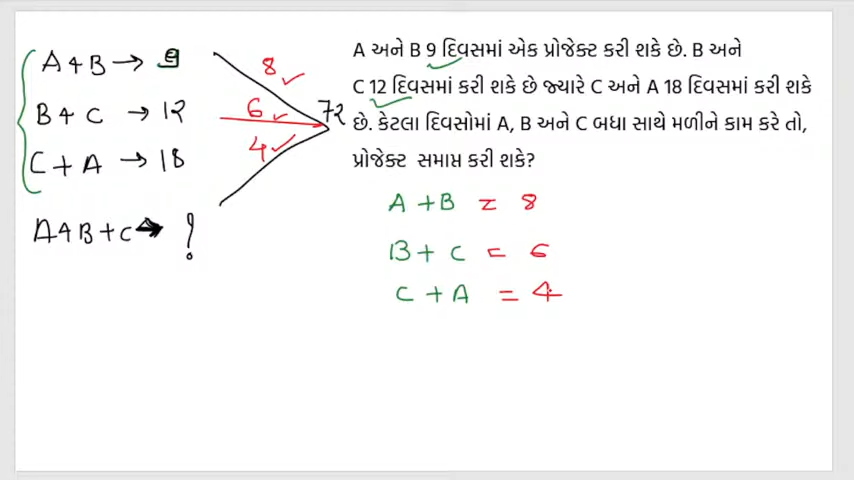 A અને B 9 દિવસમાં એક પ્રોજેક્ટ કરી શકે છે. B અને
C 12 દિવસમાં કરી શકે છે જ્યારે C અને A 18 દિવસમાં કરી શકે
છે. કેટલા દિવસોમાં A, B અને C બધા સાથે મળીને કામ કરે તો,
પ્રોજેક્ટ સમાપ્ત કરી શકે?
A+B → 9
B+C → 12
C+A → 18
A+B+C → ?
8
6
4
72
A+B = 8
B+C = 6
C+A = 4